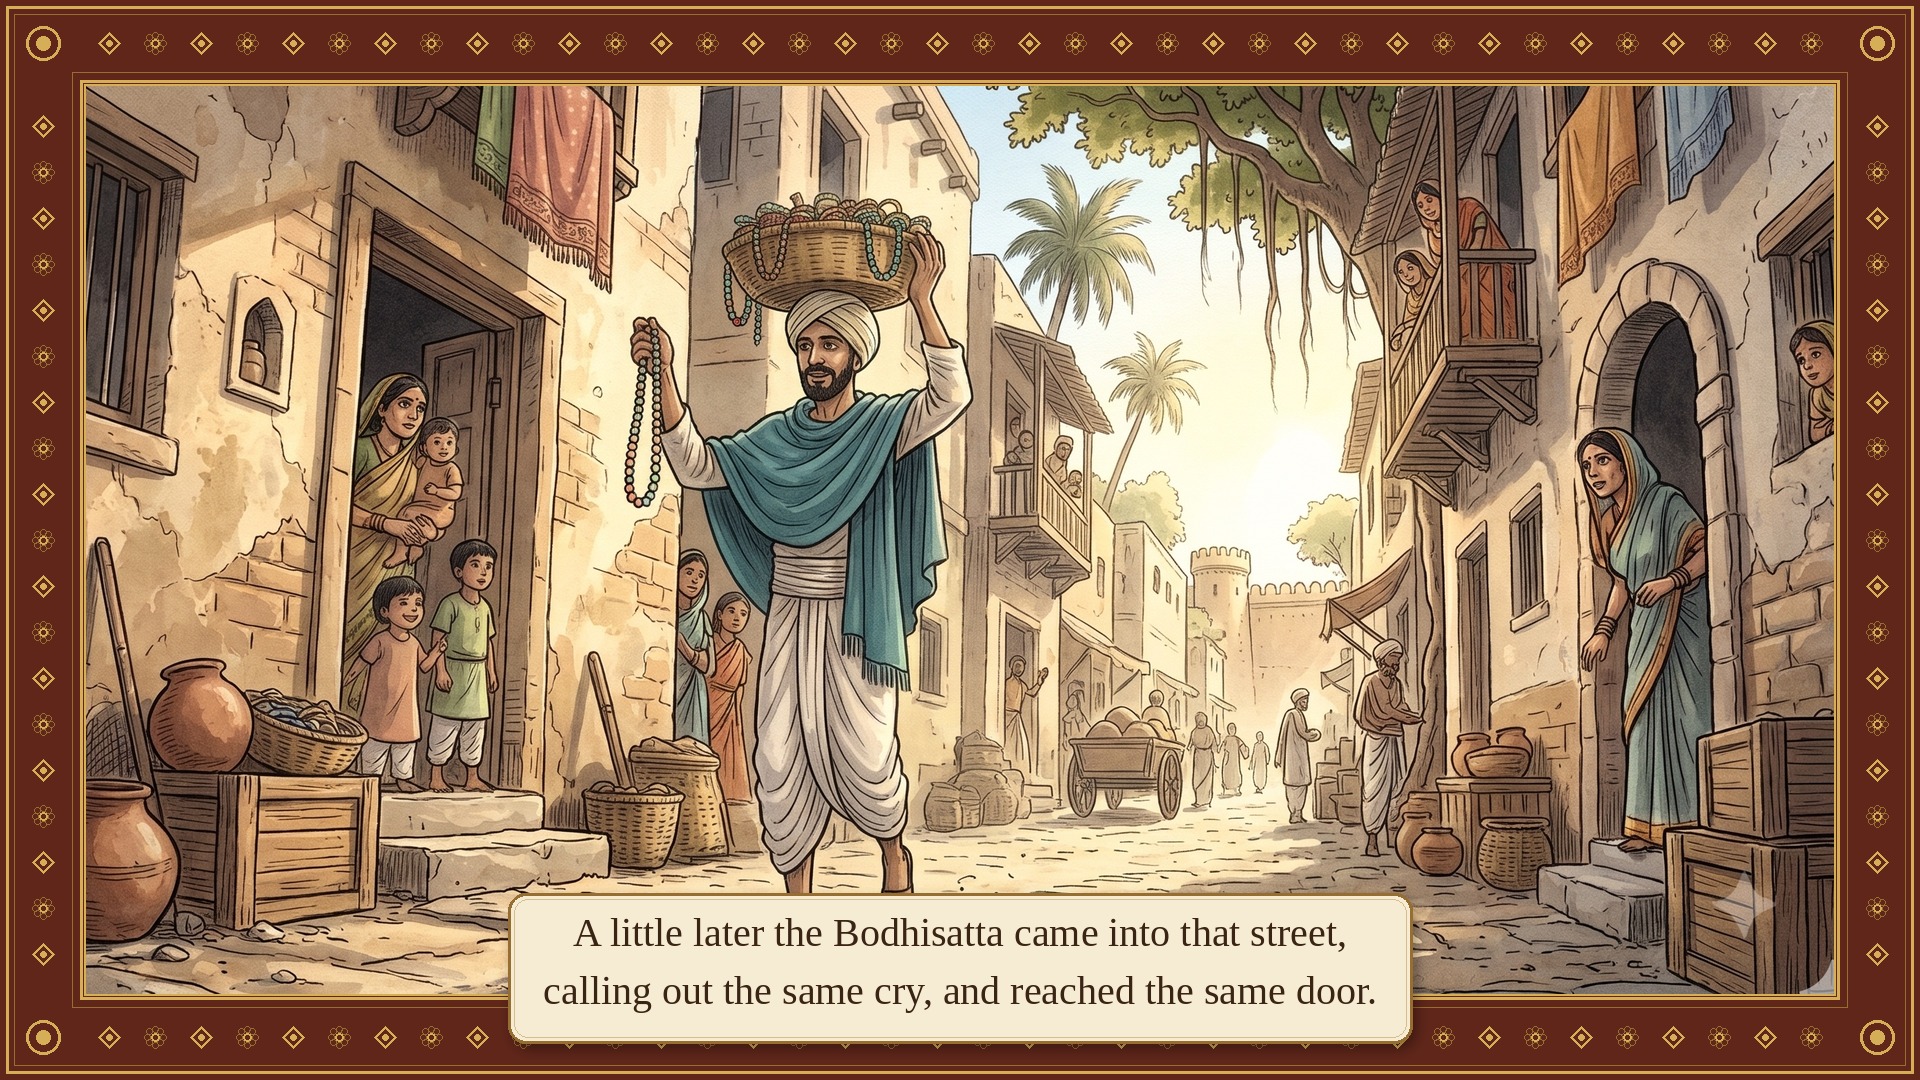 A little later the Bodhisatta came into that street,
calling out the same cry, and reached the same door.